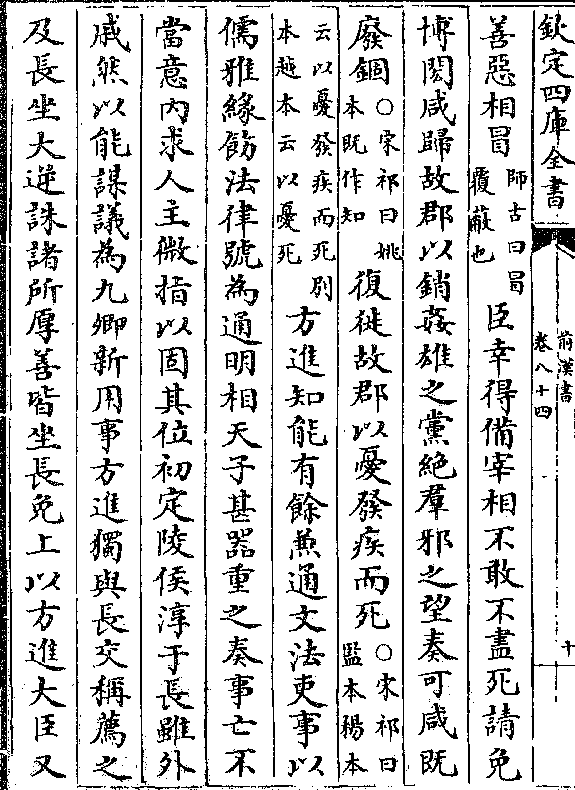 欽定四庫全書
前漢書
卷八十四
十
善惡相冒師古曰冒覆蔽也臣幸得備宰相不敢不盡死請免
博閎咸歸故郡以銷姦雄之黨絶羣邪之望奏可咸既
廢錮○宋祁曰姚本既作知復徙故郡以憂發疾而死○宋祁曰監本楊本
云以憂發疾而死别本越本云以憂死方進知能有餘兼通文法吏事以
儒雅緣飭法律號為通明相天子甚器重之奏事亡不
當意内求人主微指以固其位初定陵侯淳于長雖外
戚然以能謀議為九卿新用事方進獨與長交稱薦之
及長坐大逆誅諸所厚善皆坐長免上以方進大臣又